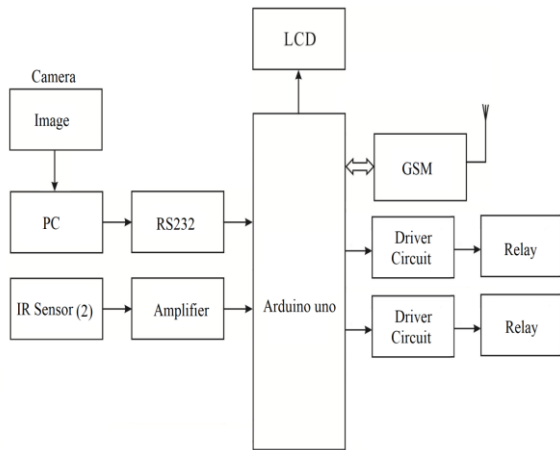 LCD
Camera
Image
GSM
PC
RS232
Driver
Circuit
Relay
IR Sensor (2)
Amplifier
Arduino uno
Driver
Circuit
Relay